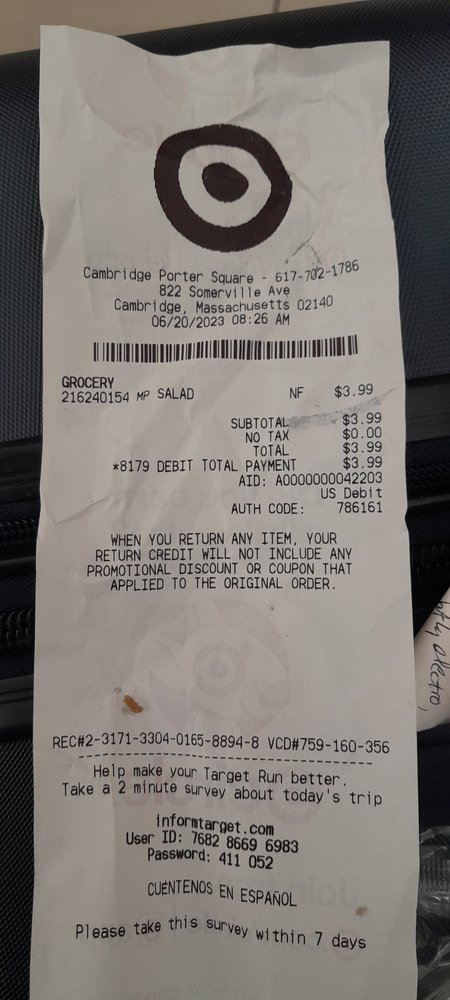 Cambridge Porter Square - 617-702-1786
822 Somerville Ave
Cambridge, Massachusetts 02140
06/20/2023 08:26 AM
GROCERY
216240154 MP SALAD NF $3.99
SUBTOTAL $3.99
NO TAX $0.00
TOTAL $3.99
*8179 DEBIT TOTAL PAYMENT $3.99
AID: A0000000042203
US Debit
AUTH CODE: 786161
WHEN YOU RETURN ANY ITEM, YOUR
RETURN CREDIT WILL NOT INCLUDE ANY
PROMOTIONAL DISCOUNT OR COUPON THAT
APPLIED TO THE ORIGINAL ORDER.
REC#2-3171-3304-0165-8894-8 VCD#759-160-356
Help make your Target Run better.
Take a 2 minute survey about today's trip
informtarget.com
User ID: 7682 8669 6983
Password: 411 052
CUÉNTENOS EN ESPAÑOL
Please take this survey within 7 days